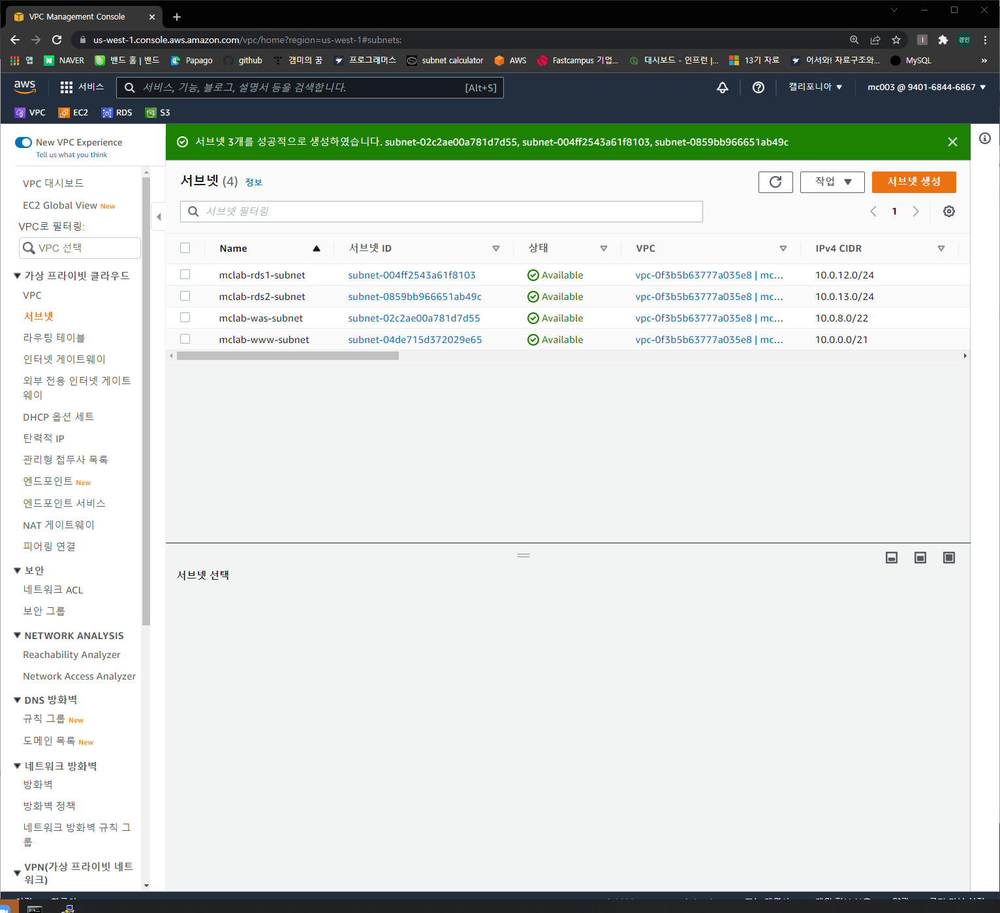 VPC Management Console
us-west-1.console.aws.amazon.com/vpc/home?region=us-west-1#subnets:
경민
앱 NAVER 밴드 홈 | 밴드 Papago github 캠미의 꿈 프로그래머스 subnet calculator AWS Fastcampus 기업... 대시보드 - 인프런 |... 13기 자료 어서와! 자료구조와... MySQL »
aws 서비스 서비스, 기능, 블로그, 설명서 등을 검색합니다. [Alt+S] 캘리포니아 ▼ mc003 @ 9401-6844-6867 ▼
VPC EC2 RDS S3
New VPC Experience
Tell us what you think
VPC 대시보드
EC2 Global View New
VPC로 필터링:
VPC 선택
가상 프라이빗 클라우드
VPC
서브넷
라우팅 테이블
인터넷 게이트웨이
외부 전용 인터넷 게이트
웨이
DHCP 옵션 세트
탄력적 IP
관리형 접두사 목록
엔드포인트 New
엔드포인트 서비스
NAT 게이트웨이
피어링 연결
보안
네트워크 ACL
보안 그룹
NETWORK ANALYSIS
Reachability Analyzer
Network Access Analyzer
DNS 방화벽
규칙 그룹 New
도메인 목록 New
네트워크 방화벽
방화벽
방화벽 정책
네트워크 방화벽 규칙 그
룹
VPN(가상 프라이빗 네트
워크)
서브넷 3개를 성공적으로 생성하였습니다. subnet-02c2ae00a781d7d55, subnet-004ff2543a61f8103, subnet-0859bb966651ab49c
서브넷 (4) 정보 작업 ▼ 서브넷 생성
서브넷 필터링 1
Name 서브넷 ID 상태 VPC IPv4 CIDR
mclab-rds1-subnet subnet-004ff2543a61f8103 Available vpc-0f3b5b63777a035e8 | mc... 10.0.12.0/24
mclab-rds2-subnet subnet-0859bb966651ab49c Available vpc-0f3b5b63777a035e8 | mc... 10.0.13.0/24
mclab-was-subnet subnet-02c2ae00a781d7d55 Available vpc-0f3b5b63777a035e8 | mc... 10.0.8.0/22
mclab-www-subnet subnet-04de715d372029e65 Available vpc-0f3b5b63777a035e8 | mc... 10.0.0.0/21
서브넷 선택